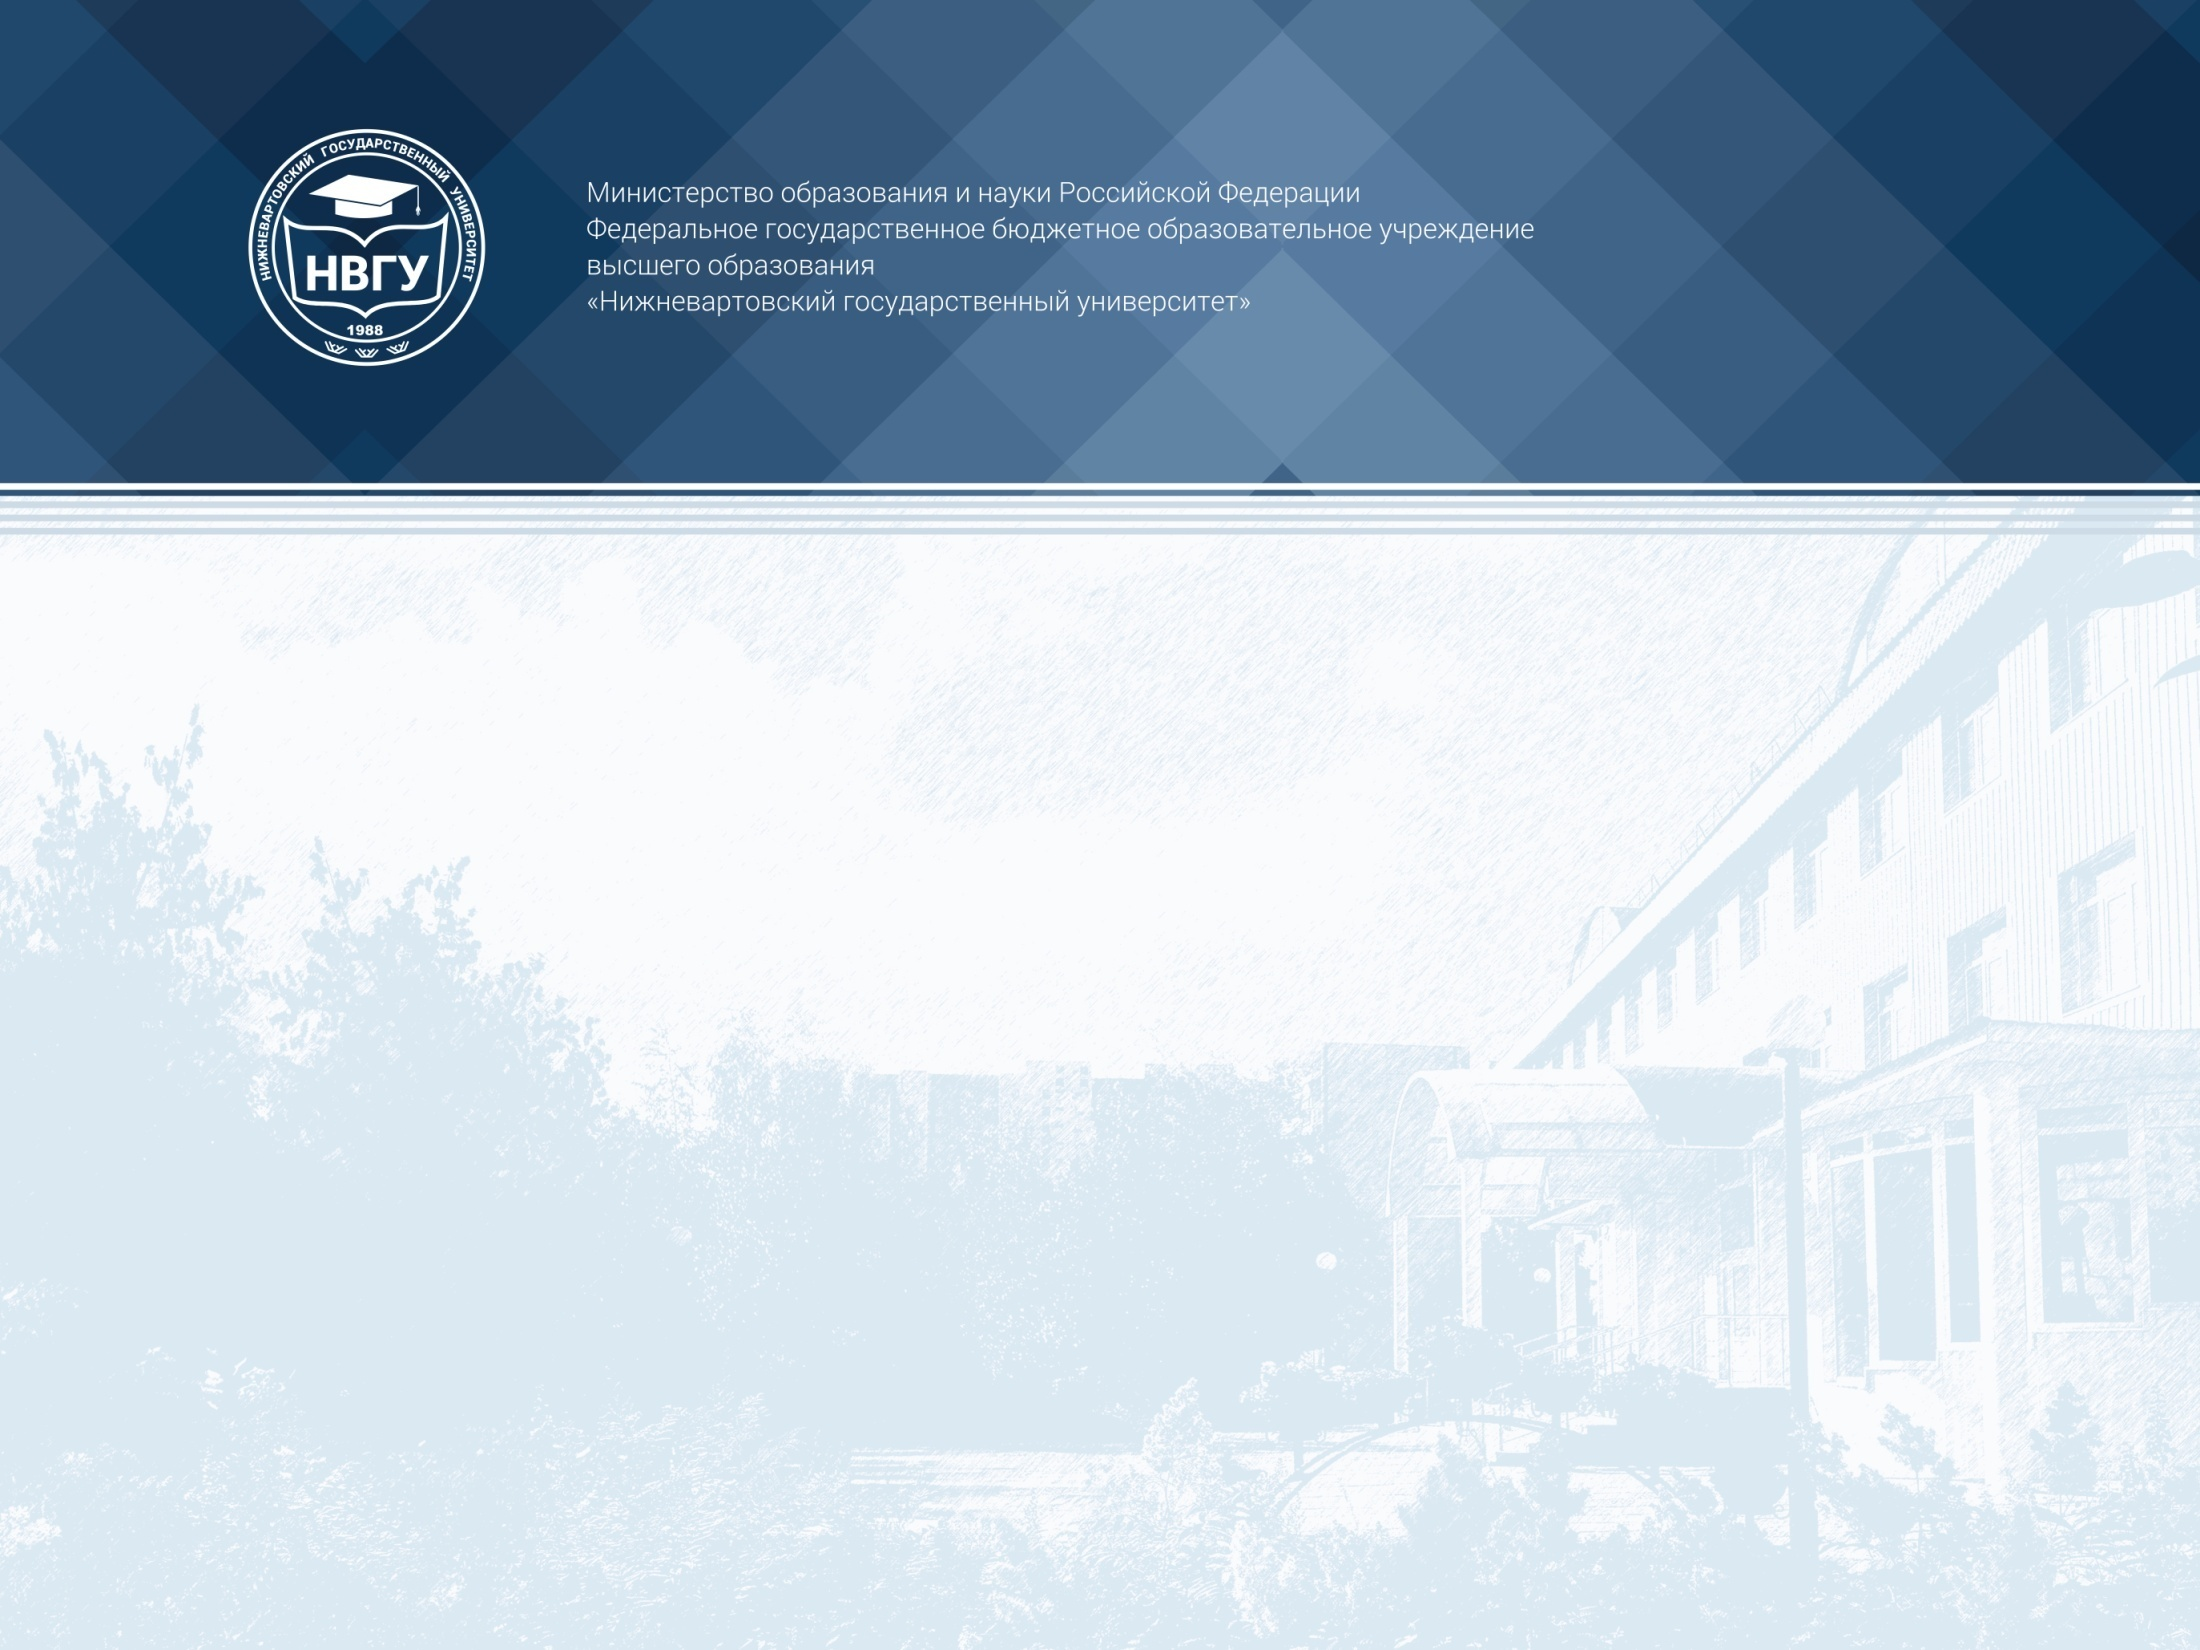 НИЖНЕВАРТОВСКИЙ ГОСУДАРСТВЕННЫЙ УНИВЕРСИТЕТ
НВГУ
1988
Министерство образования и науки Российской Федерации
Федеральное государственное бюджетное образовательное учреждение
высшего образования
«Нижневартовский государственный университет»